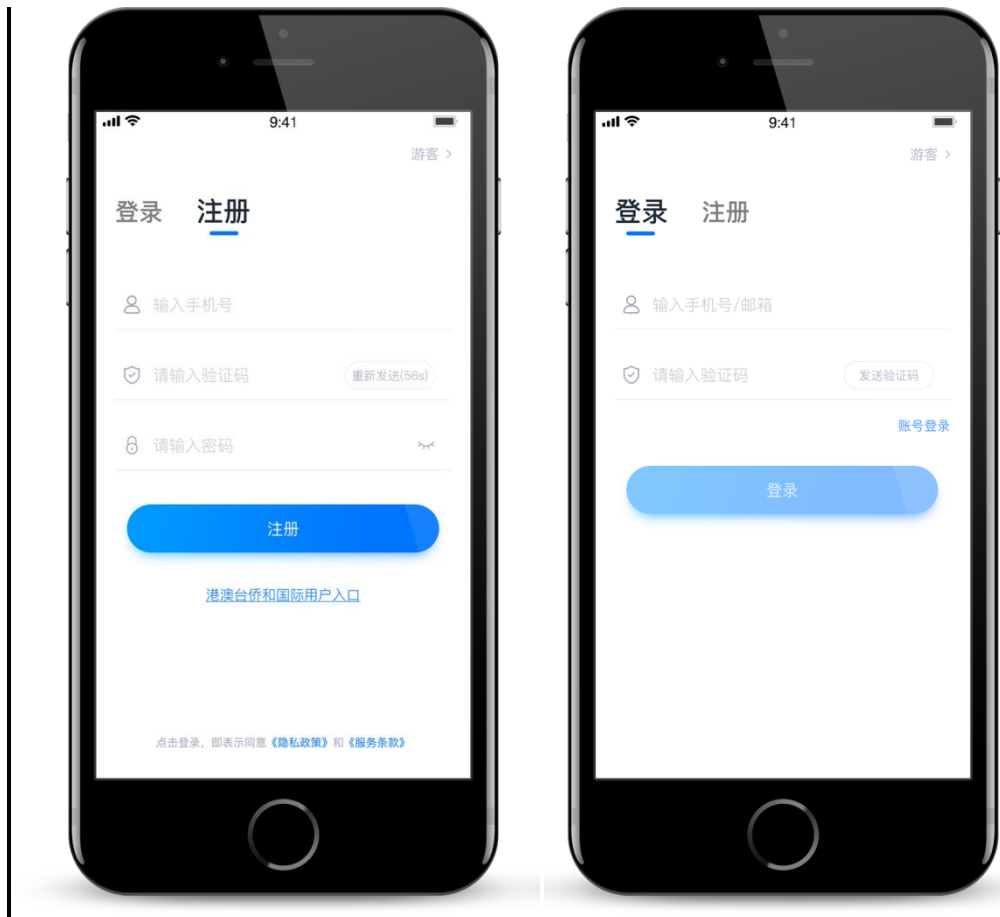 9:41
游客 >
登录 注册
输入手机号
请输入验证码 重新发送(56s)
请输入密码
注册
港澳台侨和国际用户入口
点击登录、即表示同意《隐私政策》和《服务条款》
9:41
游客 >
登录 注册
输入手机号/邮箱
请输入验证码 发送验证码
账号登录
登录